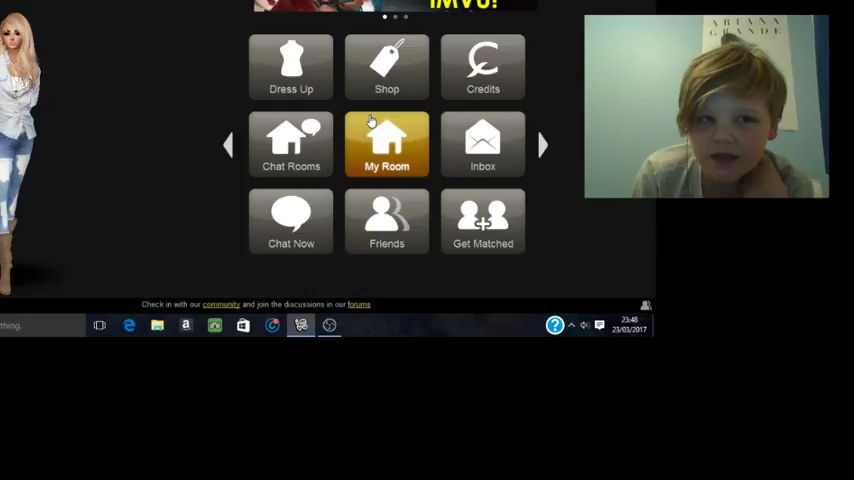 IMVU!
ARIANA
GRANDE
Dress Up
Shop
Credits
Chat Rooms
My Room
Inbox
Chat Now
Friends
Get Matched
Check in with our community and join the discussions in our forums
thing.
a
?
23:48
23/03/2017